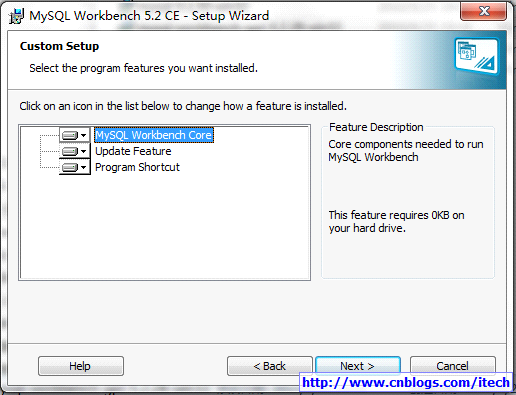 MySQL Workbench 5.2 CE - Setup Wizard
Custom Setup
Select the program features you want installed.
Click on an icon in the list below to change how a feature is installed.
MySQL Workbench Core
Update Feature
Program Shortcut
Feature Description
Core components needed to run
MySQL Workbench
This feature requires 0KB on
your hard drive.
Help
< Back
Next >
Cancel
http://www.cnblogs.com/itech